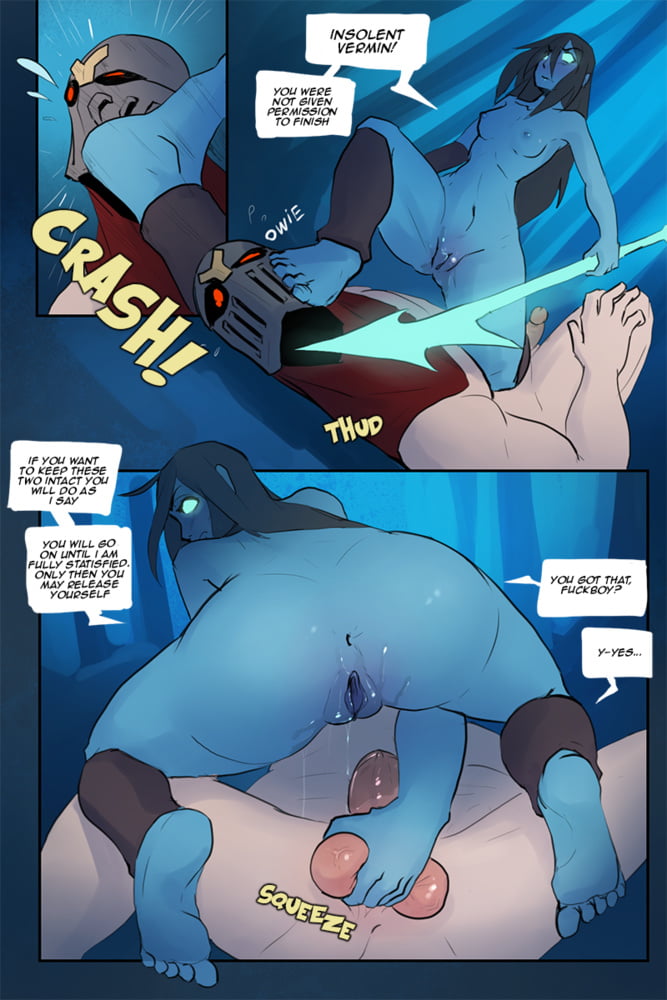 INSOLENT
VERMIN!
YOU WERE
NOT GIVEN
PERMISSION
TO FINISH
OWIE
CRASH!
THUD
IF YOU WANT
TO KEEP THESE
TWO INTACT YOU
WILL DO AS
I SAY
YOU WILL GO
ON UNTIL I AM
FULLY STATISFIED.
ONLY THEN YOU
MAY RELEASE
YOURSELF
YOU GOT THAT,
FUCKBOY?
Y-YES...
SQUEEZE